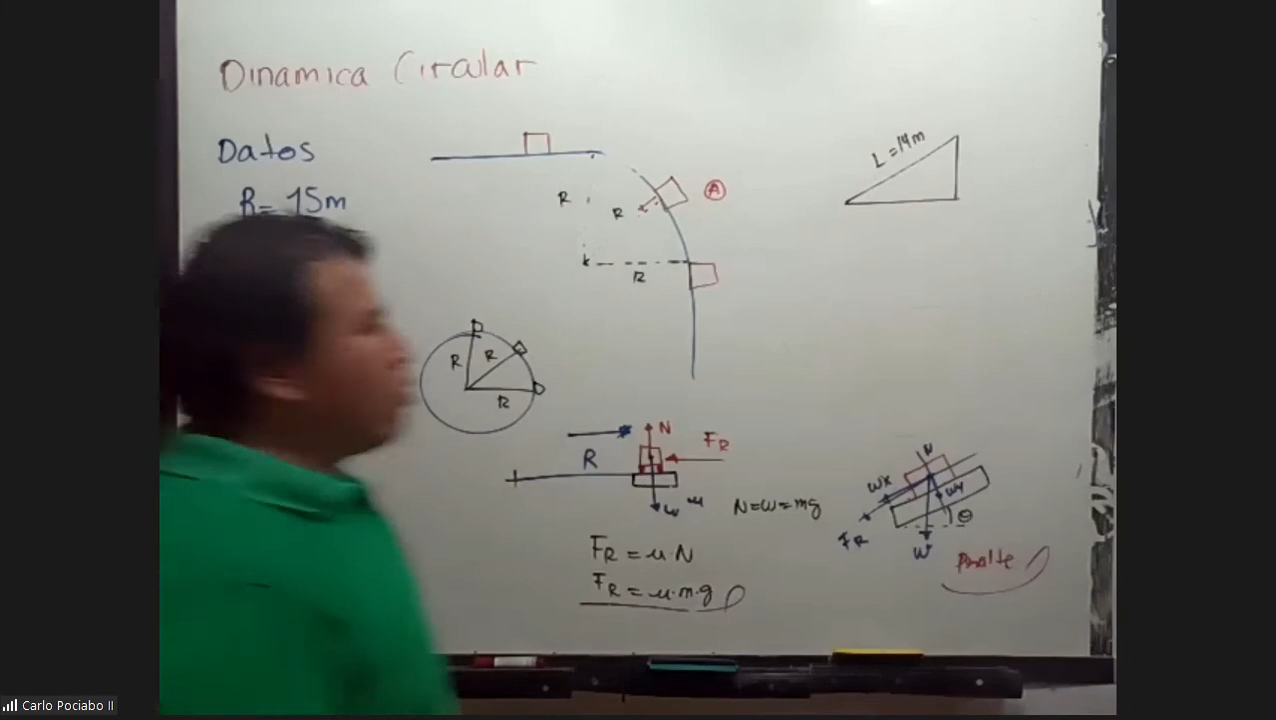 Dinamica Circular
Datos
R= 15m
L=14m
R
R
A
R
R
R
R
N
FR
R
W
N=W=mg
FR = u.N
FR = u.m.g
N
Wx
Wy
θ
FR
W
Peralte
Carlo Pociabo II